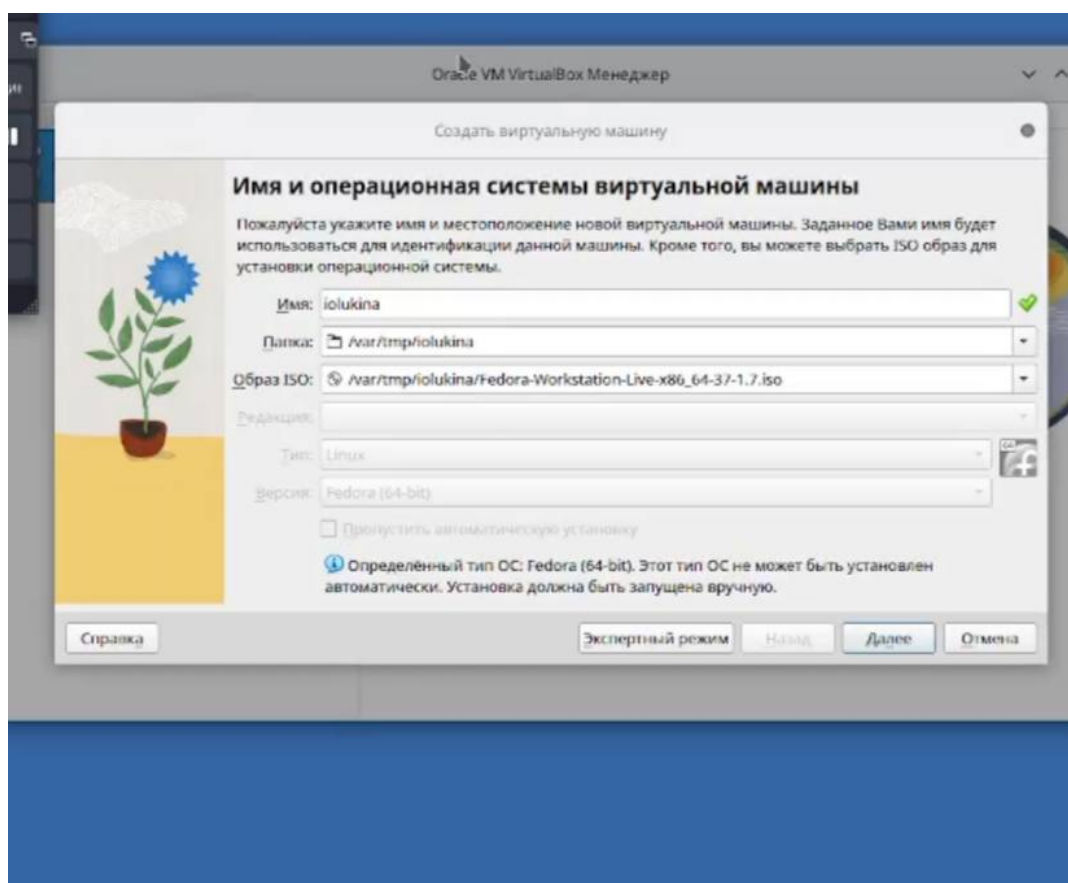 Oracle VM VirtualBox Менеджер
Создать виртуальную машину
Имя и операционная системы виртуальной машины
Пожалуйста укажите имя и местоположение новой виртуальной машины. Заданное Вами имя будет
использоваться для идентификации данной машины. Кроме того, вы можете выбрать ISO образ для
установки операционной системы.
Имя: iolukina
Папка: /var/tmp/iolukina
Образ ISO: /var/tmp/iolukina/Fedora-Workstation-Live-x86_64-37-1.7.iso
Редакция:
Тип: Linux
64
Версия: Fedora (64-bit)
Пропустить автоматическую установку
Определённый тип ОС: Fedora (64-bit). Этот тип ОС не может быть установлен
автоматически. Установка должна быть запущена вручную.
Справка Экспертный режим Назад Далее Отмена